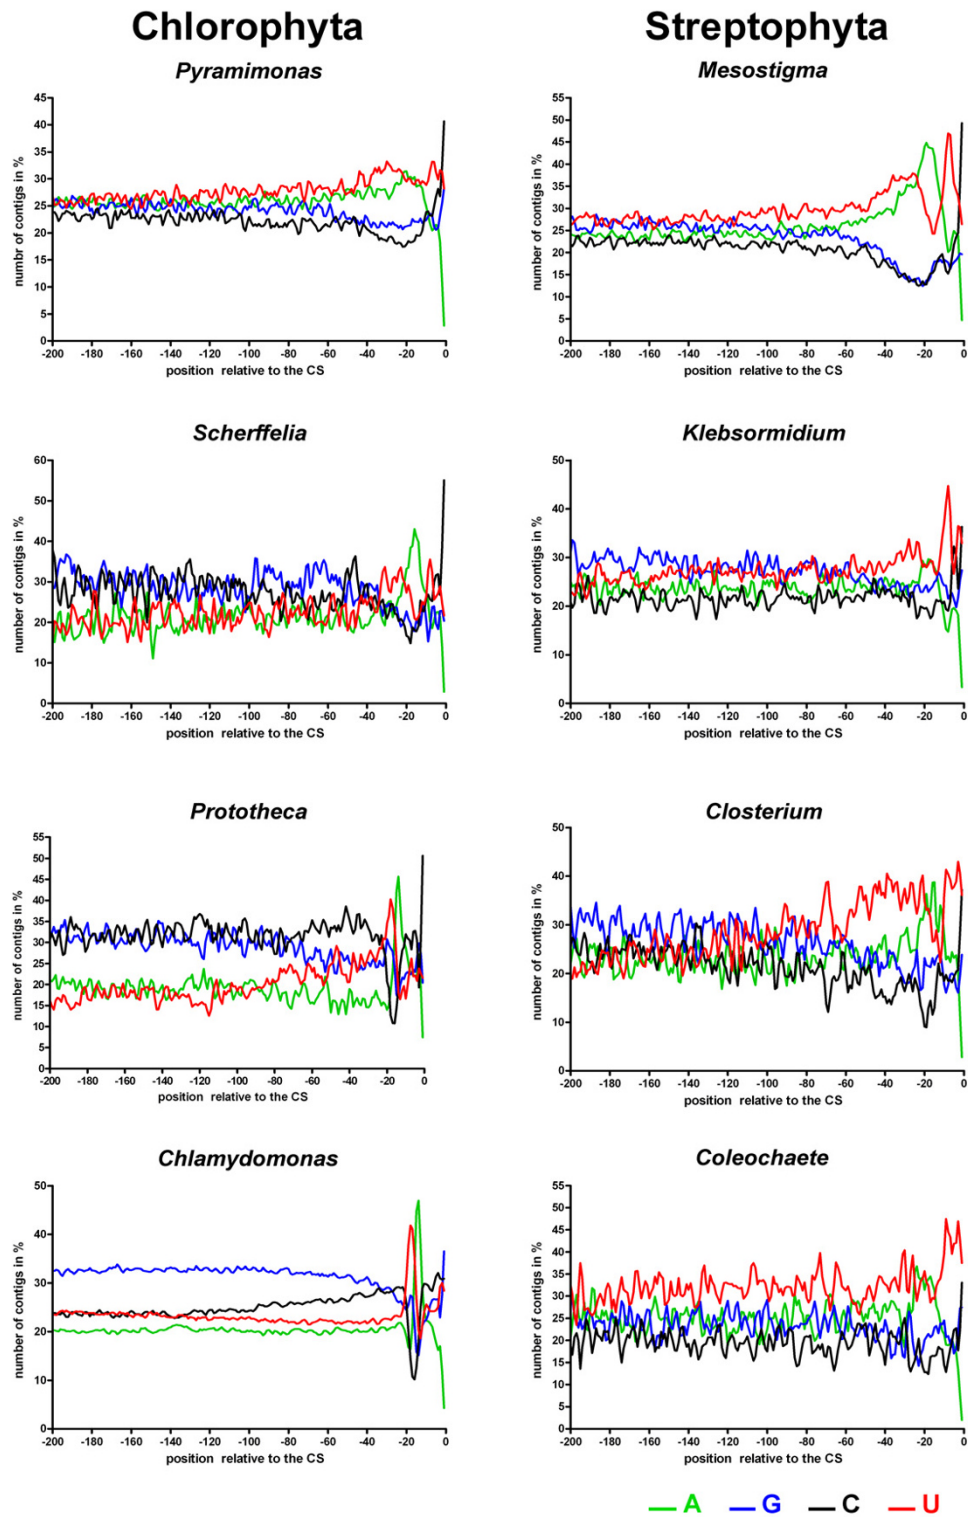 Chlorophyta
Streptophyta
Pyramimonas
Mesostigma
numbr of contigs in %
45
40
35
30
25
20
15
10
5
0
-200 -180 -160 -140 -120 -100 -80 -60 -40 -20 0
position relative to the CS
number of contigs in %
55
50
45
40
35
30
25
20
15
10
5
0
-200 -180 -160 -140 -120 -100 -80 -60 -40 -20 0
position relative to the CS
Scherffelia
Klebsormidium
number of contigs in %
60
50
40
30
20
10
0
-200 -180 -160 -140 -120 -100 -80 -60 -40 -20 0
position relative to the CS
number of contigs in %
50
40
30
20
10
0
-200 -180 -160 -140 -120 -100 -80 -60 -40 -20 0
position relative to the CS
Prototheca
Closterium
number of contigs in %
55
50
45
40
35
30
25
20
15
10
5
0
-200 -180 -160 -140 -120 -100 -80 -60 -40 -20 0
position relative to the CS
number of contigs in %
50
40
30
20
10
0
-200 -180 -160 -140 -120 -100 -80 -60 -40 -20 0
position relative to the CS
Chlamydomonas
Coleochaete
number of contigs in %
50
40
30
20
10
0
-200 -180 -160 -140 -120 -100 -80 -60 -40 -20 0
position relative to the CS
number of contigs in %
55
50
45
40
35
30
25
20
15
10
5
0
-200 -180 -160 -140 -120 -100 -80 -60 -40 -20 0
position relative to the CS
A G C U